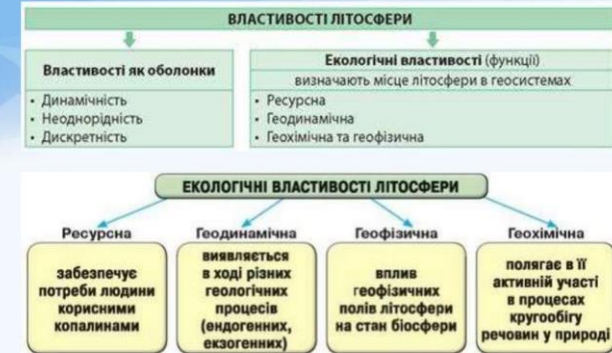 ВЛАСТИВОСТІ ЛІТОСФЕРИ
Властивості як оболонки
• Динамічність
• Неоднорідність
• Дискретність
Екологічні властивості (функції)
визначають місце літосфери в геосистемах
• Ресурсна
• Геодинамічна
• Геохімічна та геофізична
ЕКОЛОГІЧНІ ВЛАСТИВОСТІ ЛІТОСФЕРИ
Ресурсна
забезпечує
потреби людини
корисними
копалинами
Геодинамічна
виявляється
в ході різних
геологічних
процесів
(ендогенних,
екзогенних)
Геофізична
вплив
геофізичних
полів літосфери
на стан біосфери
Геохімічна
полягає в її
активній участі
в процесах
кругообігу
речовин у природі